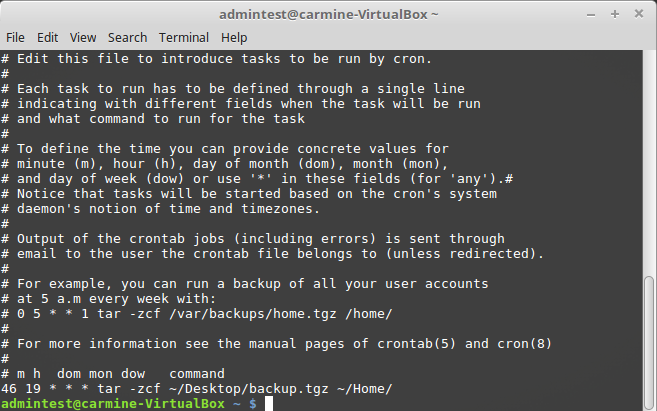 admintest@carmine-VirtualBox ~
File Edit View Search Terminal Help
# Edit this file to introduce tasks to be run by cron.
#
# Each task to run has to be defined through a single line
# indicating with different fields when the task will be run
# and what command to run for the task
#
# To define the time you can provide concrete values for
# minute (m), hour (h), day of month (dom), month (mon),
# and day of week (dow) or use '*' in these fields (for 'any').#
# Notice that tasks will be started based on the cron's system
# daemon's notion of time and timezones.
#
# Output of the crontab jobs (including errors) is sent through
# email to the user the crontab file belongs to (unless redirected).
#
# For example, you can run a backup of all your user accounts
# at 5 a.m every week with:
# 0 5 * * 1 tar -zcf /var/backups/home.tgz /home/
#
# For more information see the manual pages of crontab(5) and cron(8)
#
# m h  dom mon dow   command
46 19 * * * tar -zcf ~/Desktop/backup.tgz ~/Home/
admintest@carmine-VirtualBox ~ $